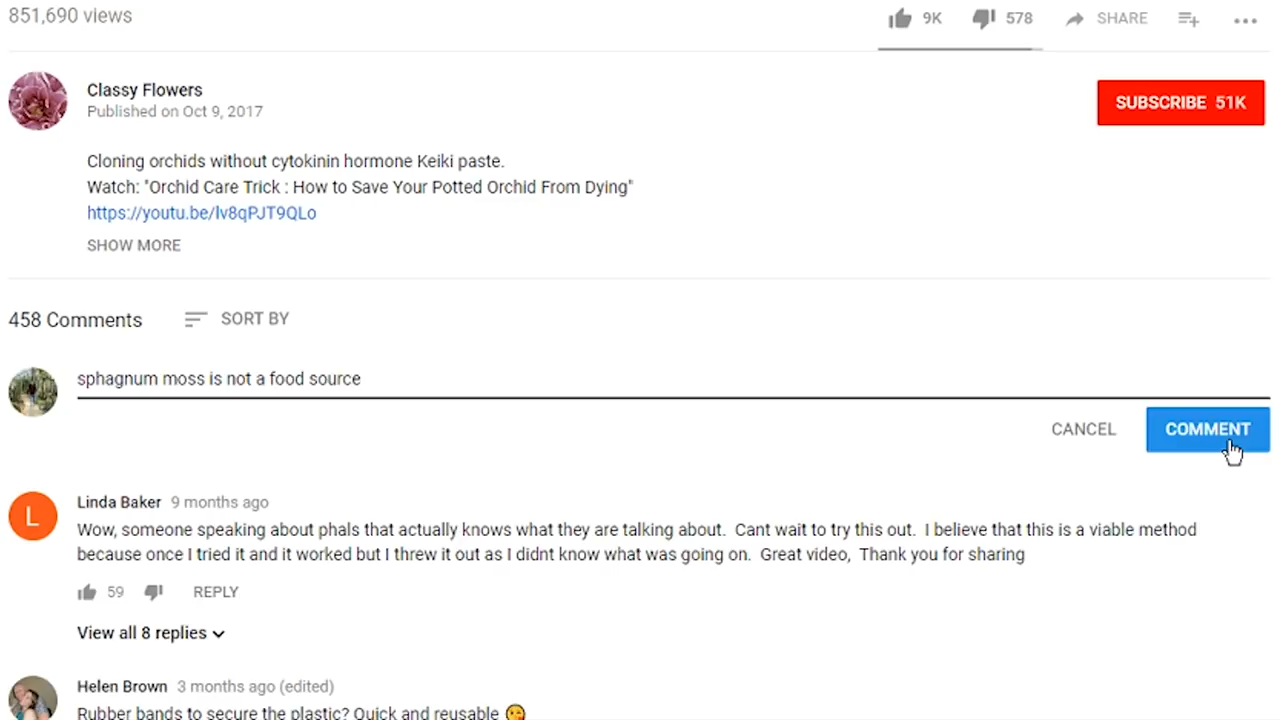 851,690 views
9K 578 SHARE
Classy Flowers
Published on Oct 9, 2017
SUBSCRIBE 51K
Cloning orchids without cytokinin hormone Keiki paste.
Watch: "Orchid Care Trick : How to Save Your Potted Orchid From Dying"
https://youtu.be/lv8qPJT9QLo
SHOW MORE
458 Comments SORT BY
sphagnum moss is not a food source
CANCEL COMMENT
L
Linda Baker 9 months ago
Wow, someone speaking about phals that actually knows what they are talking about. Cant wait to try this out. I believe that this is a viable method
because once I tried it and it worked but I threw it out as I didnt know what was going on. Great video, Thank you for sharing
59 REPLY
View all 8 replies
Helen Brown 3 months ago (edited)
Rubber bands to secure the plastic? Quick and reusable 😘